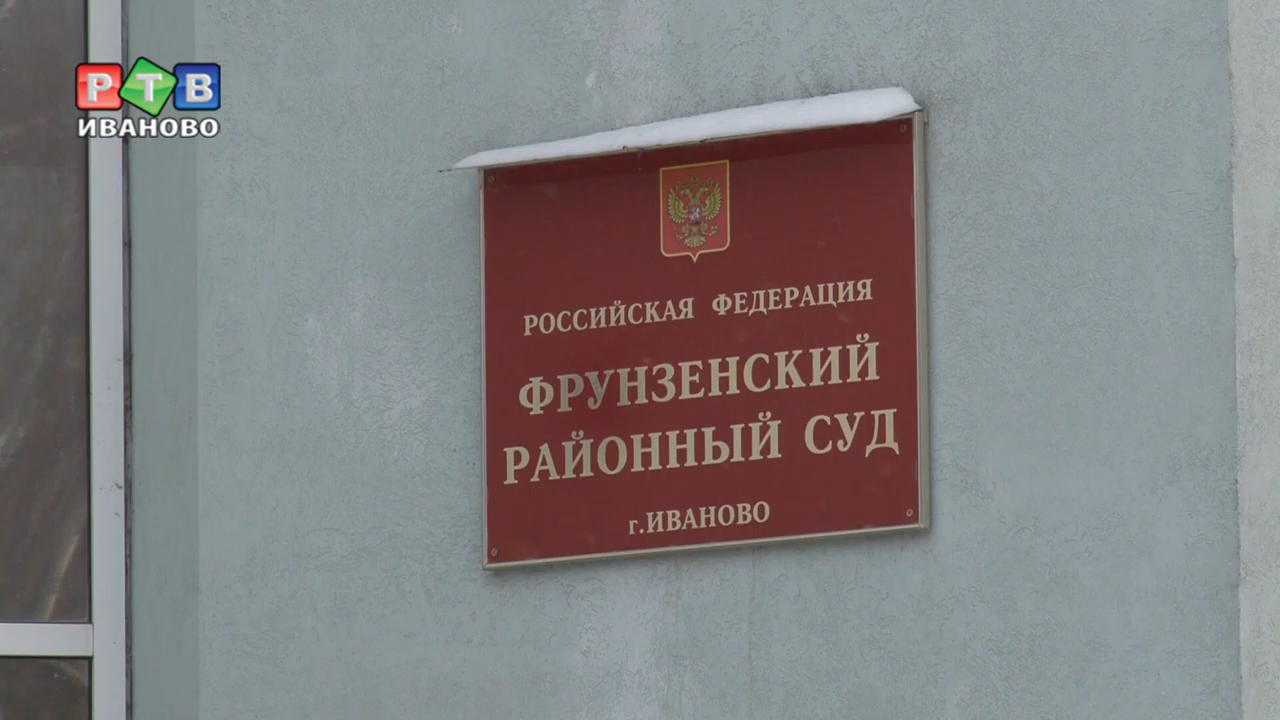 РТВ
ИВАНОВО
РОССИЙСКАЯ ФЕДЕРАЦИЯ
ФРУНЗЕНСКИЙ
РАЙОННЫЙ СУД
г.ИВАНОВО